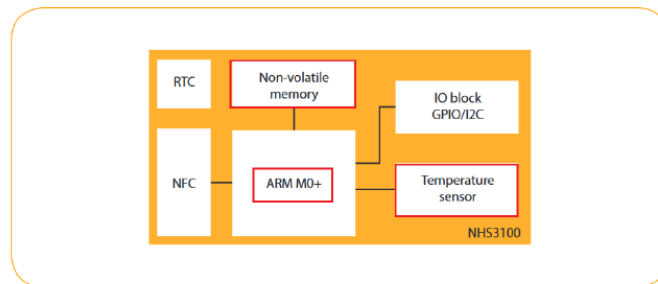 RTC
Non-volatile
memory
IO block
GPIO/I2C
NFC
ARM M0+
Temperature
sensor
NHS3100